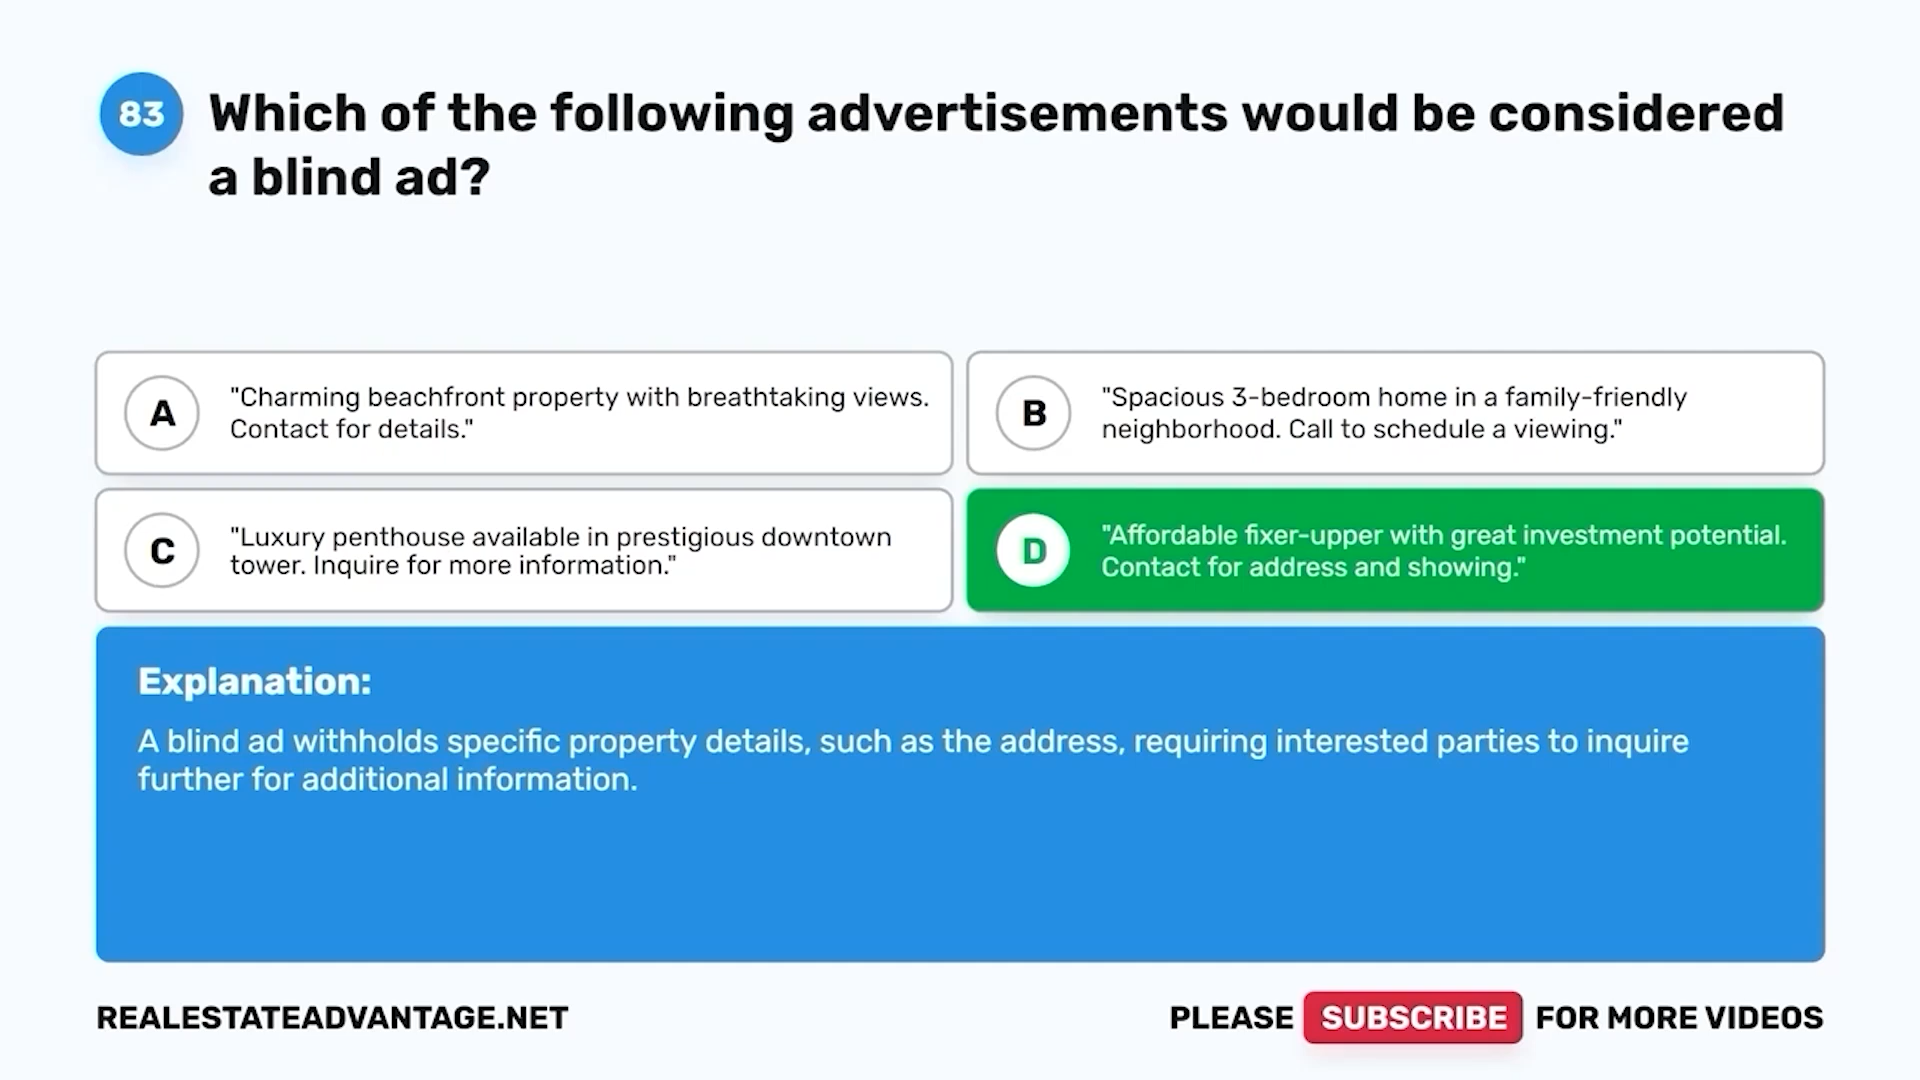 83
Which of the following advertisements would be considered
a blind ad?
A
"Charming beachfront property with breathtaking views.
Contact for details."
B
"Spacious 3-bedroom home in a family-friendly
neighborhood. Call to schedule a viewing."
C
"Luxury penthouse available in prestigious downtown
tower. Inquire for more information."
D
"Affordable fixer-upper with great investment potential.
Contact for address and showing."
Explanation:
A blind ad withholds specific property details, such as the address, requiring interested parties to inquire
further for additional information.
REALESTATEADVANTAGE.NET
PLEASE SUBSCRIBE FOR MORE VIDEOS